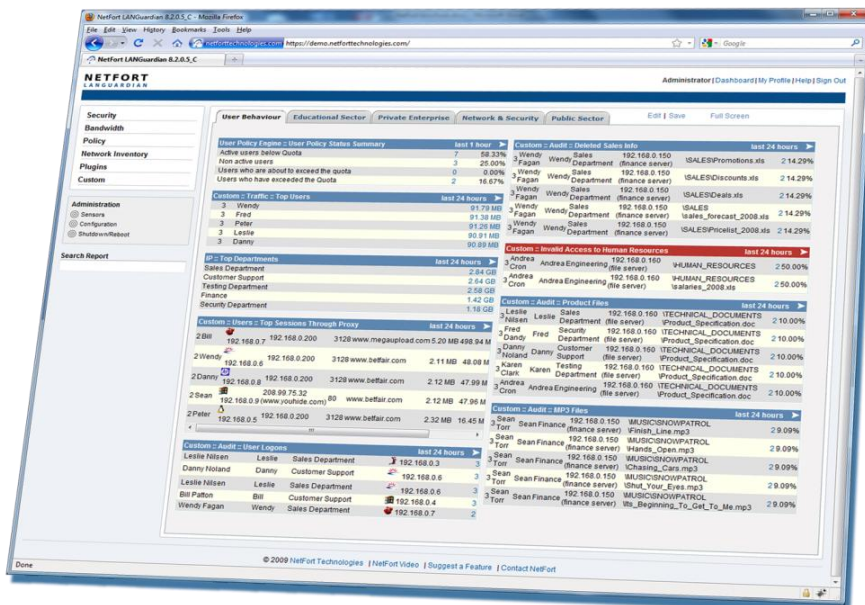 NetFort LANGuardian 8.2.0.5_C - Mozilla Firefox
File Edit View History Bookmarks Tools Help
netforttechnologies.com https://demo.netforttechnologies.com/
Google
NetFort LANGuardian 8.2.0.5_C
NETFORT
LANGUARDIAN
Administrator | Dashboard | My Profile | Help | Sign Out
User Behaviour Educational Sector Private Enterprise Network & Security Public Sector
Edit | Save Full Screen
Security
Bandwidth
Policy
Network Inventory
Plugins
Custom
Administration
Sensors
Configuration
Shutdown/Reboot
Search Report
User Policy Engine :: User Policy Status Summary last 1 hour
Active users below Quota 7 58.33%
Non active users 3 25.00%
Users who are about to exceed the quota 0 0.00%
Users who have exceeded the Quota 2 16.67%
Custom :: Traffic :: Top Users last 24 hours
3 Wendy 91.79 MB
3 Fred 91.38 MB
3 Peter 91.26 MB
3 Leslie 90.91 MB
3 Danny 90.89 MB
IP :: Top Departments last 24 hours
Sales Department 2.84 GB
Customer Support 2.64 GB
Testing Department 2.58 GB
Finance 1.42 GB
Security Department 1.16 GB
Custom :: Users :: Top Sessions Through Proxy last 24 hours
2 Bill 192.168.0.7 192.168.0.200 3128 www.megaupload.com 5.20 MB 498.94 M
2 Wendy 192.168.0.6 192.168.0.200 3128 www.betfair.com 2.11 MB 48.08 M
2 Danny 192.168.0.8 192.168.0.200 3128 www.betfair.com 2.12 MB 47.99 M
2 Sean 192.168.0.9 208.99.75.32 (www.youhide.com) 80 www.betfair.com 2.12 MB 47.96 M
2 Peter 192.168.0.5 192.168.0.200 3128 www.betfair.com 2.32 MB 16.45 M
Custom :: Audit :: User Logons last 24 hours
Leslie Nilsen Leslie Sales Department 192.168.0.3 3
Danny Noland Danny Customer Support 192.168.0.6 3
Leslie Nilsen Leslie Sales Department 192.168.0.6 3
Bill Patton Bill Customer Support 192.168.0.4 3
Wendy Fagan Wendy Sales Department 192.168.0.7 2
Custom :: Audit :: Deleted Sales Info last 24 hours
3 Wendy Fagan Wendy Sales Department 192.168.0.150 (finance server) \SALES\Promotions.xls 2 14.29%
3 Wendy Fagan Wendy Sales Department 192.168.0.150 (finance server) \SALES\Discounts.xls 2 14.29%
3 Wendy Fagan Wendy Sales Department 192.168.0.150 (finance server) \SALES\Deals.xls 2 14.29%
3 Wendy Fagan Wendy Sales Department 192.168.0.150 (finance server) \SALES \sales_forecast_2008.xls 2 14.29%
3 Wendy Fagan Wendy Sales Department 192.168.0.150 (finance server) \SALES\Pricelist_2008.xls 2 14.29%
Custom :: Invalid Access to Human Resources last 24 hours
3 Andrea Cron Andrea Engineering 192.168.0.160 (file server) \HUMAN_RESOURCES 2 50.00%
3 Andrea Cron Andrea Engineering 192.168.0.160 (file server) \HUMAN_RESOURCES \salaries_2008.xls 2 50.00%
Custom :: Audit :: Product Files last 24 hours
3 Leslie Nilsen Leslie Sales Department 192.168.0.160 (file server) \TECHNICAL_DOCUMENTS \Product_Specification.doc 2 10.00%
3 Fred Dandy Fred Security Department 192.168.0.160 (file server) \TECHNICAL_DOCUMENTS \Product_Specification.doc 2 10.00%
3 Danny Noland Danny Customer Support 192.168.0.160 (file server) \TECHNICAL_DOCUMENTS \Product_Specification.doc 2 10.00%
3 Karen Clark Karen Testing Department 192.168.0.160 (file server) \TECHNICAL_DOCUMENTS \Product_Specification.doc 2 10.00%
3 Andrea Cron Andrea Engineering 192.168.0.160 (file server) \TECHNICAL_DOCUMENTS \Product_Specification.doc 2 10.00%
Custom :: Audit :: MP3 Files last 24 hours
3 Sean Torr Sean Finance 192.168.0.150 (finance server) \MUSIC\SNOWPATROL \Finish_Line.mp3 2 9.09%
3 Sean Torr Sean Finance 192.168.0.150 (finance server) \MUSIC\SNOWPATROL \Hands_Open.mp3 2 9.09%
3 Sean Torr Sean Finance 192.168.0.150 (finance server) \MUSIC\SNOWPATROL \Chasing_Cars.mp3 2 9.09%
3 Sean Torr Sean Finance 192.168.0.150 (finance server) \MUSIC\SNOWPATROL \Shut_Your_Eyes.mp3 2 9.09%
3 Sean Torr Sean Finance 192.168.0.150 (finance server) \MUSIC\SNOWPATROL \Its_Beginning_To_Get_To_Me.mp3 2 9.09%
© 2009 NetFort Technologies | NetFort Video | Suggest a Feature | Contact NetFort
Done